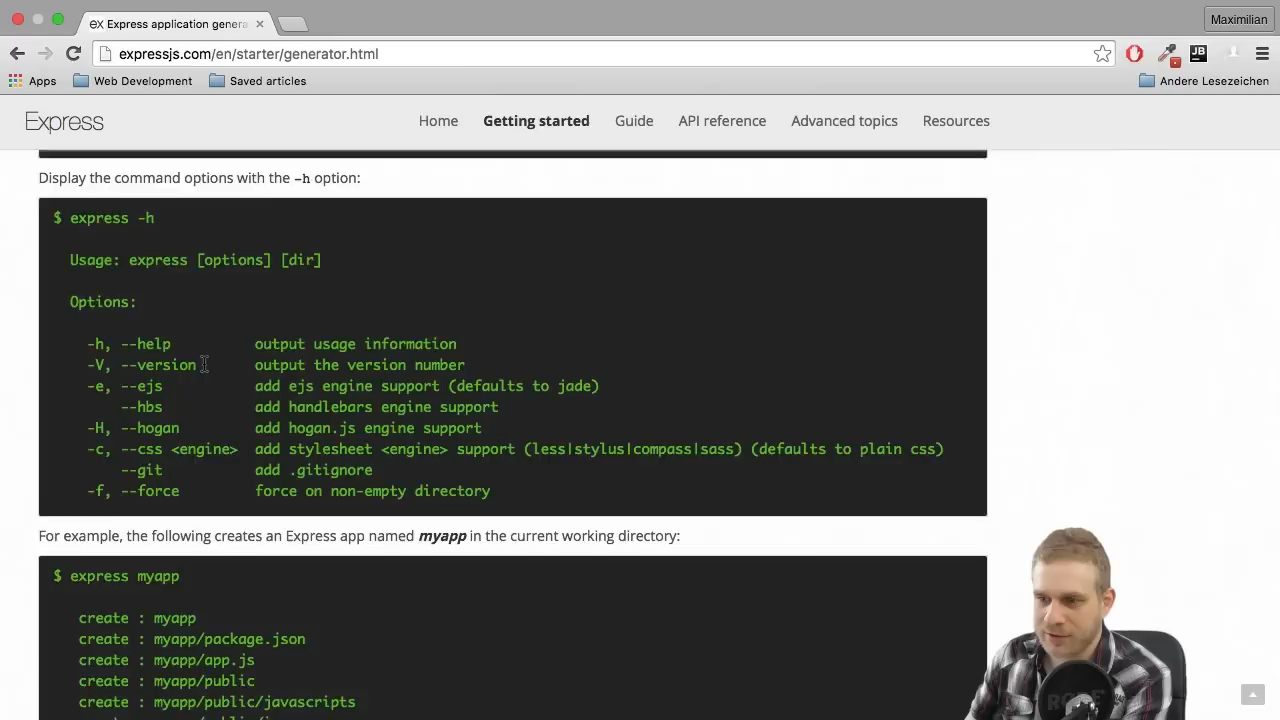 Maximilian
Express application genera
expressjs.com/en/starter/generator.html
Apps Web Development Saved articles Andere Lesezeichen
Express Home Getting started Guide API reference Advanced topics Resources
Display the command options with the -h option:
$ express -h
Usage: express [options] [dir]
Options:
-h, --help output usage information
-V, --version output the version number
-e, --ejs add ejs engine support (defaults to jade)
--hbs add handlebars engine support
-H, --hogan add hogan.js engine support
-c, --css <engine> add stylesheet <engine> support (less|stylus|compass|sass) (defaults to plain css)
--git add .gitignore
-f, --force force on non-empty directory
For example, the following creates an Express app named myapp in the current working directory:
$ express myapp
create : myapp
create : myapp/package.json
create : myapp/app.js
create : myapp/public
create : myapp/public/javascripts